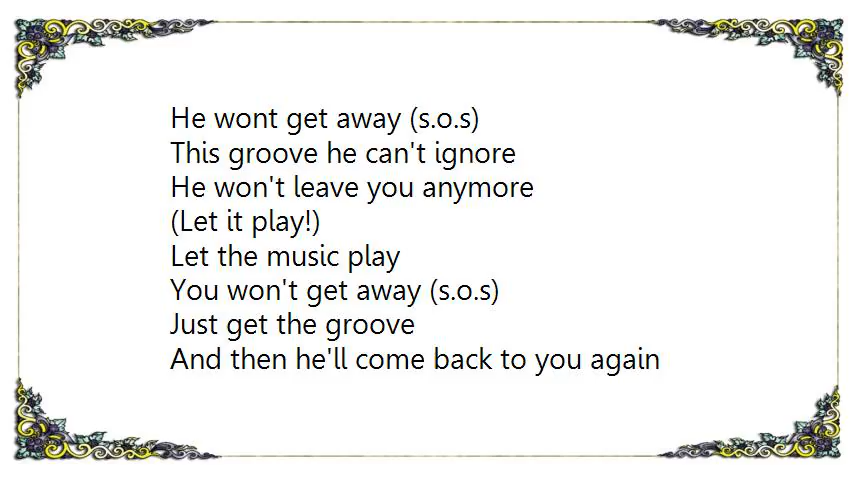 He wont get away (s.o.s)
This groove he can't ignore
He won't leave you anymore
(Let it play!)
Let the music play
You won't get away (s.o.s)
Just get the groove
And then he'll come back to you again